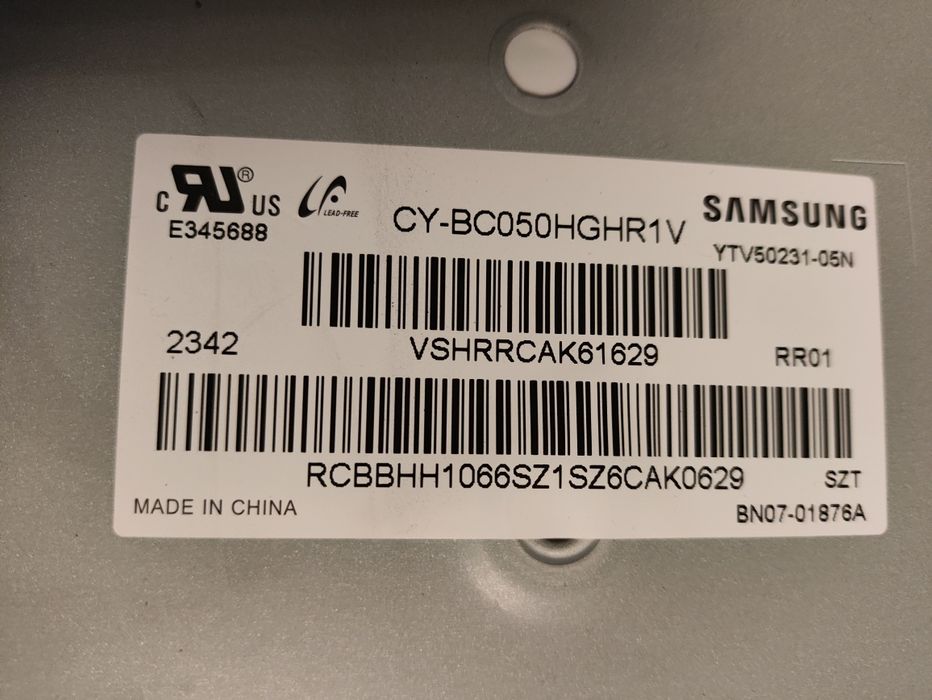 C RU® US
E345688
LEAD-FREE
CY-BC050HGHR1V
SAMSUNG
YTV50231-05N
2342
VSHRRCAK61629
RR01
RCBBHH1066SZ1SZ6CAK0629
SZT
MADE IN CHINA
BN07-01876A